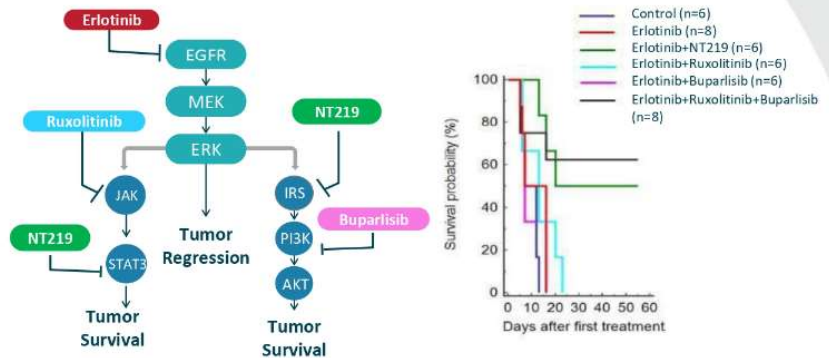 Erlotinib
EGFR
MEK
NT219
Ruxolitinib
ERK
JAK
IRS
NT219
Tumor
Regression
Buparlisib
PI3K
STAT3
AKT
Tumor
Survival
Tumor
Survival
Control (n=6)
Erlotinib (n=8)
Erlotinib+NT219 (n=6)
Erlotinib+Ruxolitinib (n=6)
Erlotinib+Buparlisib (n=6)
Erlotinib+Ruxolitinib+Buparlisib
(n=8)
Survival probability (%)
100
80
60
40
20
0
0 10 20 30 40 50 60
Days after first treatment